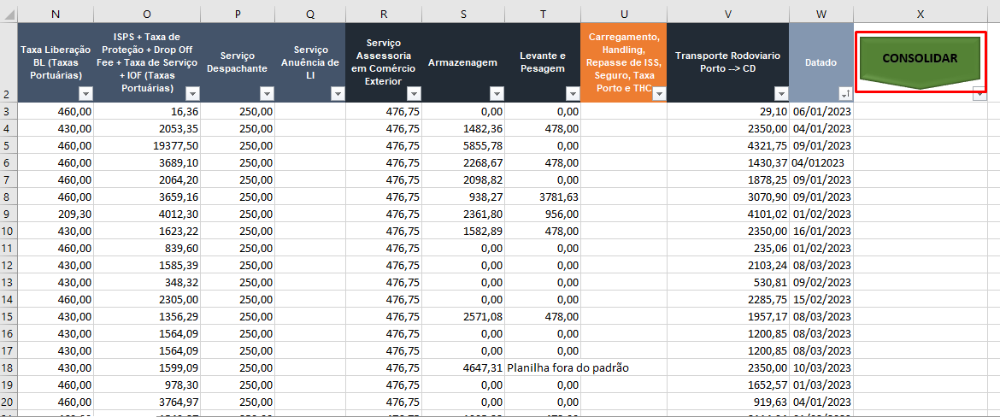 N O P Q R S T U V W X
2 Taxa Liberação BL (Taxas Portuárias) ISPS + Taxa de Proteção + Drop Off Fee + Taxa de Serviço + IOF (Taxas Portuárias) Serviço Despachante Serviço Anuência de LI Serviço Assessoria em Comércio Exterior Armazenagem Levante e Pesagem Carregamento, Handling, Repasse de ISS, Seguro, Taxa Porto e THC Transporte Rodoviario Porto --> CD Datado CONSOLIDAR
3 460,00 16,36 250,00 476,75 0,00 0,00 29,10 06/01/2023
4 430,00 2053,35 250,00 476,75 1482,36 478,00 2350,00 04/01/2023
5 460,00 19377,50 250,00 476,75 5855,78 0,00 4321,75 09/01/2023
6 460,00 3689,10 250,00 476,75 2268,67 478,00 1430,37 04/012023
7 460,00 2064,20 250,00 476,75 2098,82 0,00 1878,25 09/01/2023
8 460,00 3659,16 250,00 476,75 938,27 3781,63 3070,90 09/01/2023
9 209,30 4012,30 250,00 476,75 2361,80 956,00 4101,02 01/02/2023
10 430,00 1623,22 250,00 476,75 1582,89 478,00 2350,00 16/01/2023
11 460,00 839,60 250,00 476,75 0,00 0,00 235,06 01/02/2023
12 430,00 1585,39 250,00 476,75 0,00 0,00 2103,24 08/03/2023
13 430,00 348,32 250,00 476,75 0,00 0,00 530,81 09/02/2023
14 460,00 2305,00 250,00 476,75 0,00 0,00 2285,75 15/02/2023
15 430,00 1356,29 250,00 476,75 2571,08 478,00 1957,17 08/03/2023
16 430,00 1564,09 250,00 476,75 0,00 0,00 1200,85 08/03/2023
17 430,00 1564,09 250,00 476,75 0,00 0,00 1200,85 08/03/2023
18 430,00 1599,09 250,00 476,75 4647,31 Planilha fora do padrão 2350,00 10/03/2023
19 460,00 978,30 250,00 476,75 0,00 0,00 1652,57 01/03/2023
20 460,00 3764,97 250,00 476,75 0,00 0,00 919,63 04/01/2023